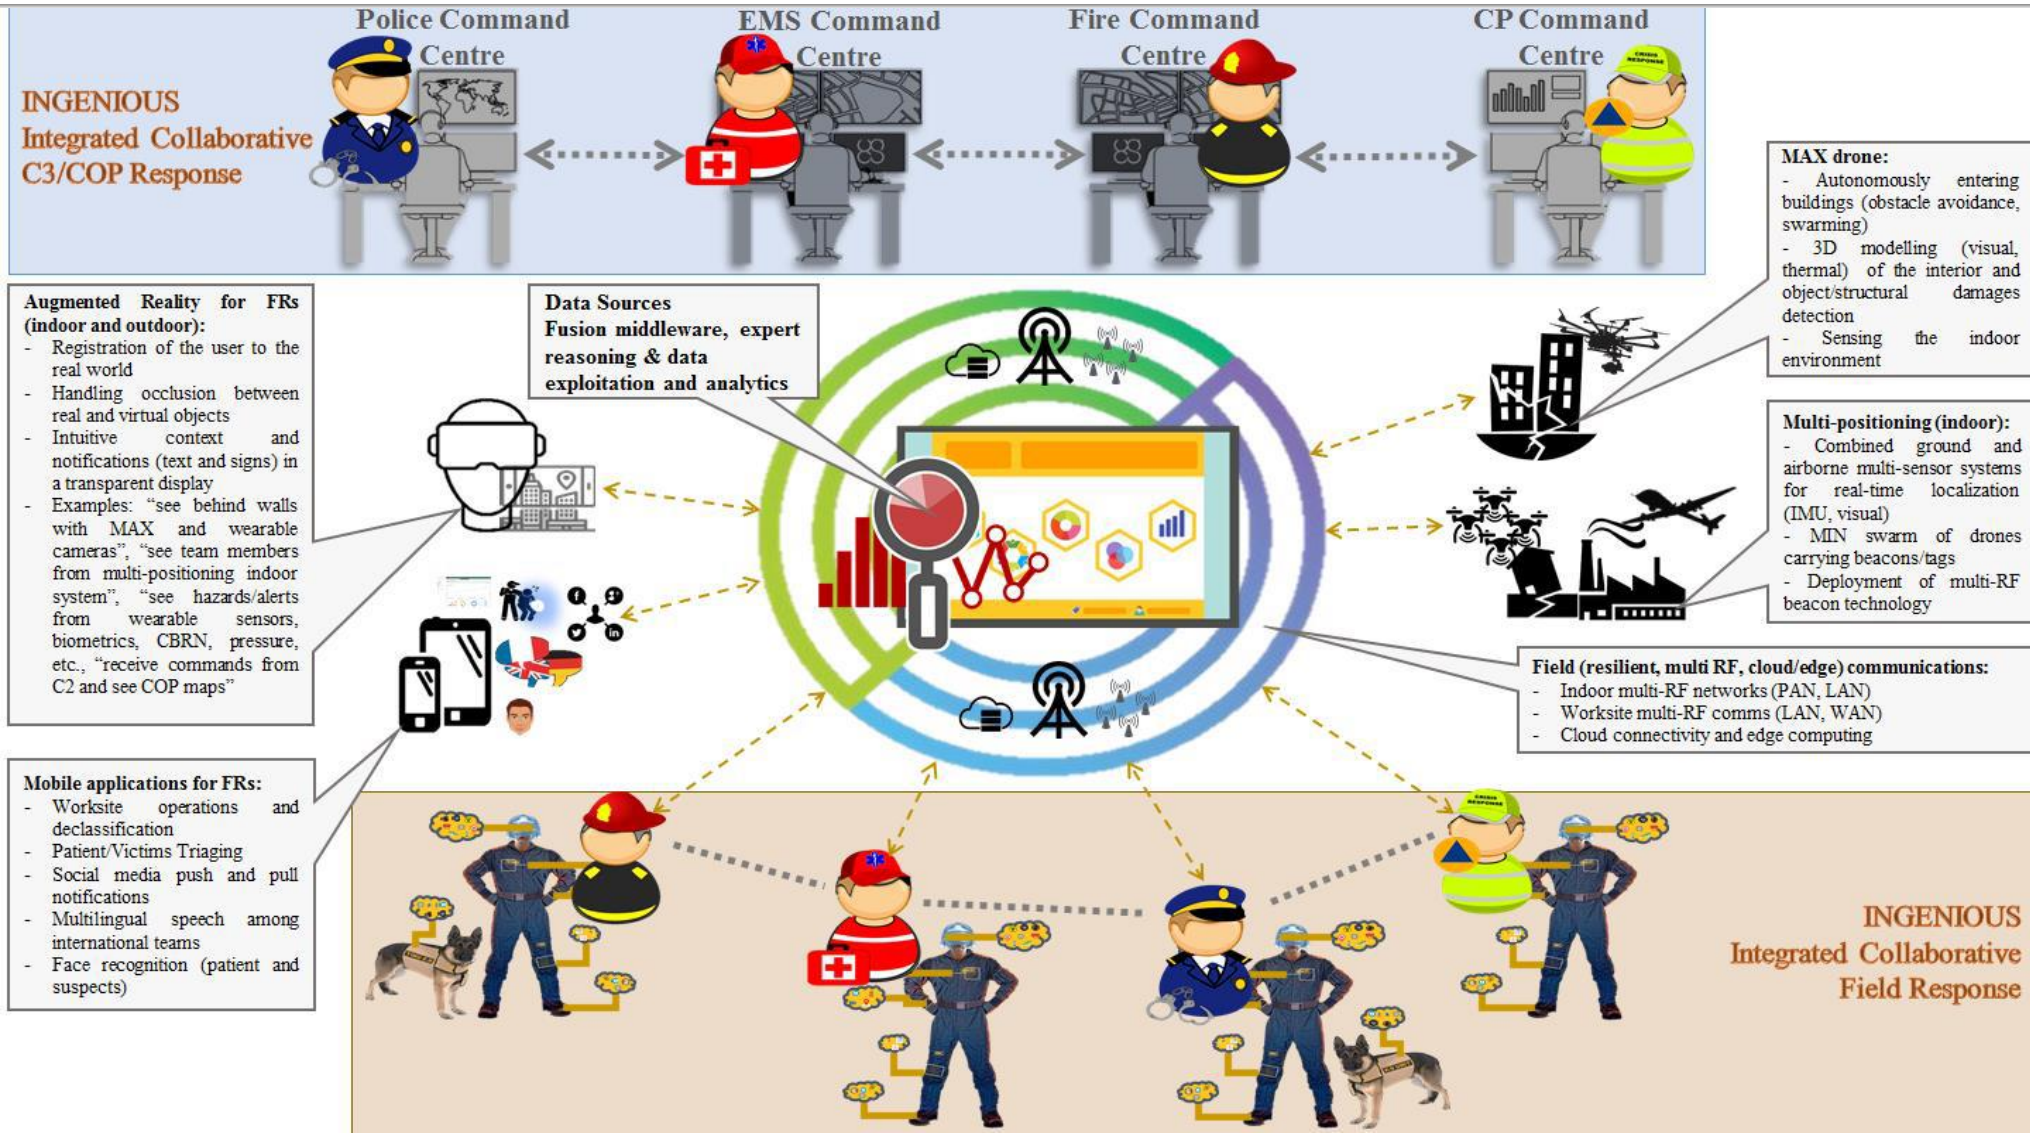 Police Command
Centre
EMS Command
Centre
Fire Command
Centre
CP Command
Centre
CRISIS
RESPONSE
INGENIOUS
Integrated Collaborative
C3/COP Response
MAX drone:
- Autonomously entering
buildings (obstacle avoidance,
swarming)
- 3D modelling (visual,
thermal) of the interior and
object/structural damages
detection
- Sensing the indoor
environment
Augmented Reality for FRs
(indoor and outdoor):
- Registration of the user to the
real world
- Handling occlusion between
real and virtual objects
- Intuitive context and
notifications (text and signs) in
a transparent display
- Examples: “see behind walls
with MAX and wearable
cameras”, “see team members
from multi-positioning indoor
system”, “see hazards/alerts
from wearable sensors,
biometrics, CBRN, pressure,
etc., “receive commands from
C2 and see COP maps”
Data Sources
Fusion middleware, expert
reasoning & data
exploitation and analytics
Multi-positioning (indoor):
- Combined ground and
airborne multi-sensor systems
for real-time localization
(IMU, visual)
- MIN swarm of drones
carrying beacons/tags
- Deployment of multi-RF
beacon technology
Field (resilient, multi RF, cloud/edge) communications:
- Indoor multi-RF networks (PAN, LAN)
- Worksite multi-RF comms (LAN, WAN)
- Cloud connectivity and edge computing
Mobile applications for FRs:
- Worksite operations and
declassification
- Patient/Victims Triaging
- Social media push and pull
notifications
- Multilingual speech among
international teams
- Face recognition (patient and
suspects)
CRISIS
RESPONSE
INGENIOUS
Integrated Collaborative
Field Response